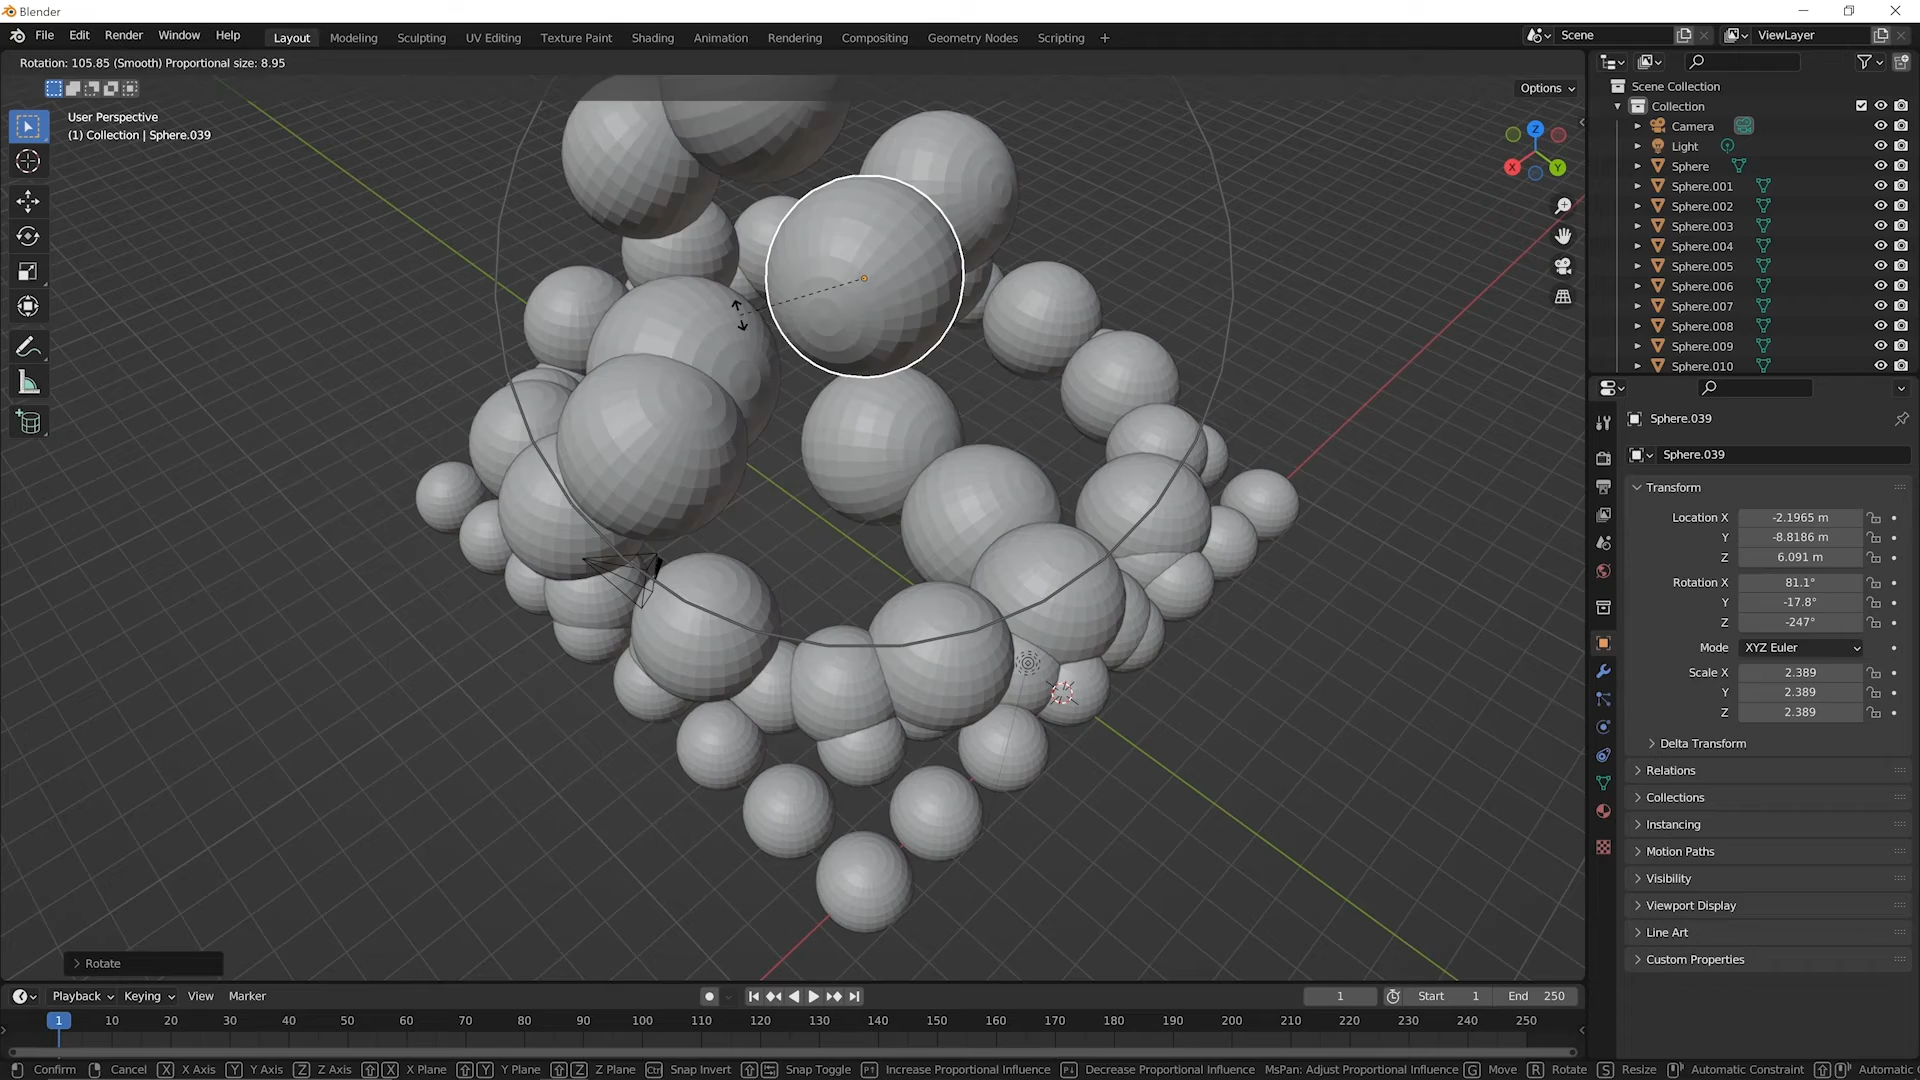 Blender
File Edit Render Window Help Layout Modeling Sculpting UV Editing Texture Paint Shading Animation Rendering Compositing Geometry Nodes Scripting + Scene ViewLayer
Rotation: 105.85 (Smooth) Proportional size: 8.95
Options
User Perspective
(1) Collection | Sphere.039
Z
X
Y
Scene Collection
Collection
Camera
Light
Sphere
Sphere.001
Sphere.002
Sphere.003
Sphere.004
Sphere.005
Sphere.006
Sphere.007
Sphere.008
Sphere.009
Sphere.010
Sphere.039
Sphere.039
Transform
Location X -2.1965 m
Y -8.8186 m
Z 6.091 m
Rotation X 81.1°
Y -17.8°
Z -247°
Mode XYZ Euler
Scale X 2.389
Y 2.389
Z 2.389
Delta Transform
Relations
Collections
Instancing
Motion Paths
Visibility
Viewport Display
Line Art
Custom Properties
Rotate
Playback Keying View Marker 1 Start 1 End 250
1 10 20 30 40 50 60 70 80 90 100 110 120 130 140 150 160 170 180 190 200 210 220 230 240 250
Confirm Cancel X X Axis Y Y Axis Z Z Axis X X Plane Y Y Plane Z Z Plane Ctrl Snap Invert Snap Toggle Increase Proportional Influence Decrease Proportional Influence MsPan: Adjust Proportional Influence G Move R Rotate S Resize Automatic Constraint Automatic